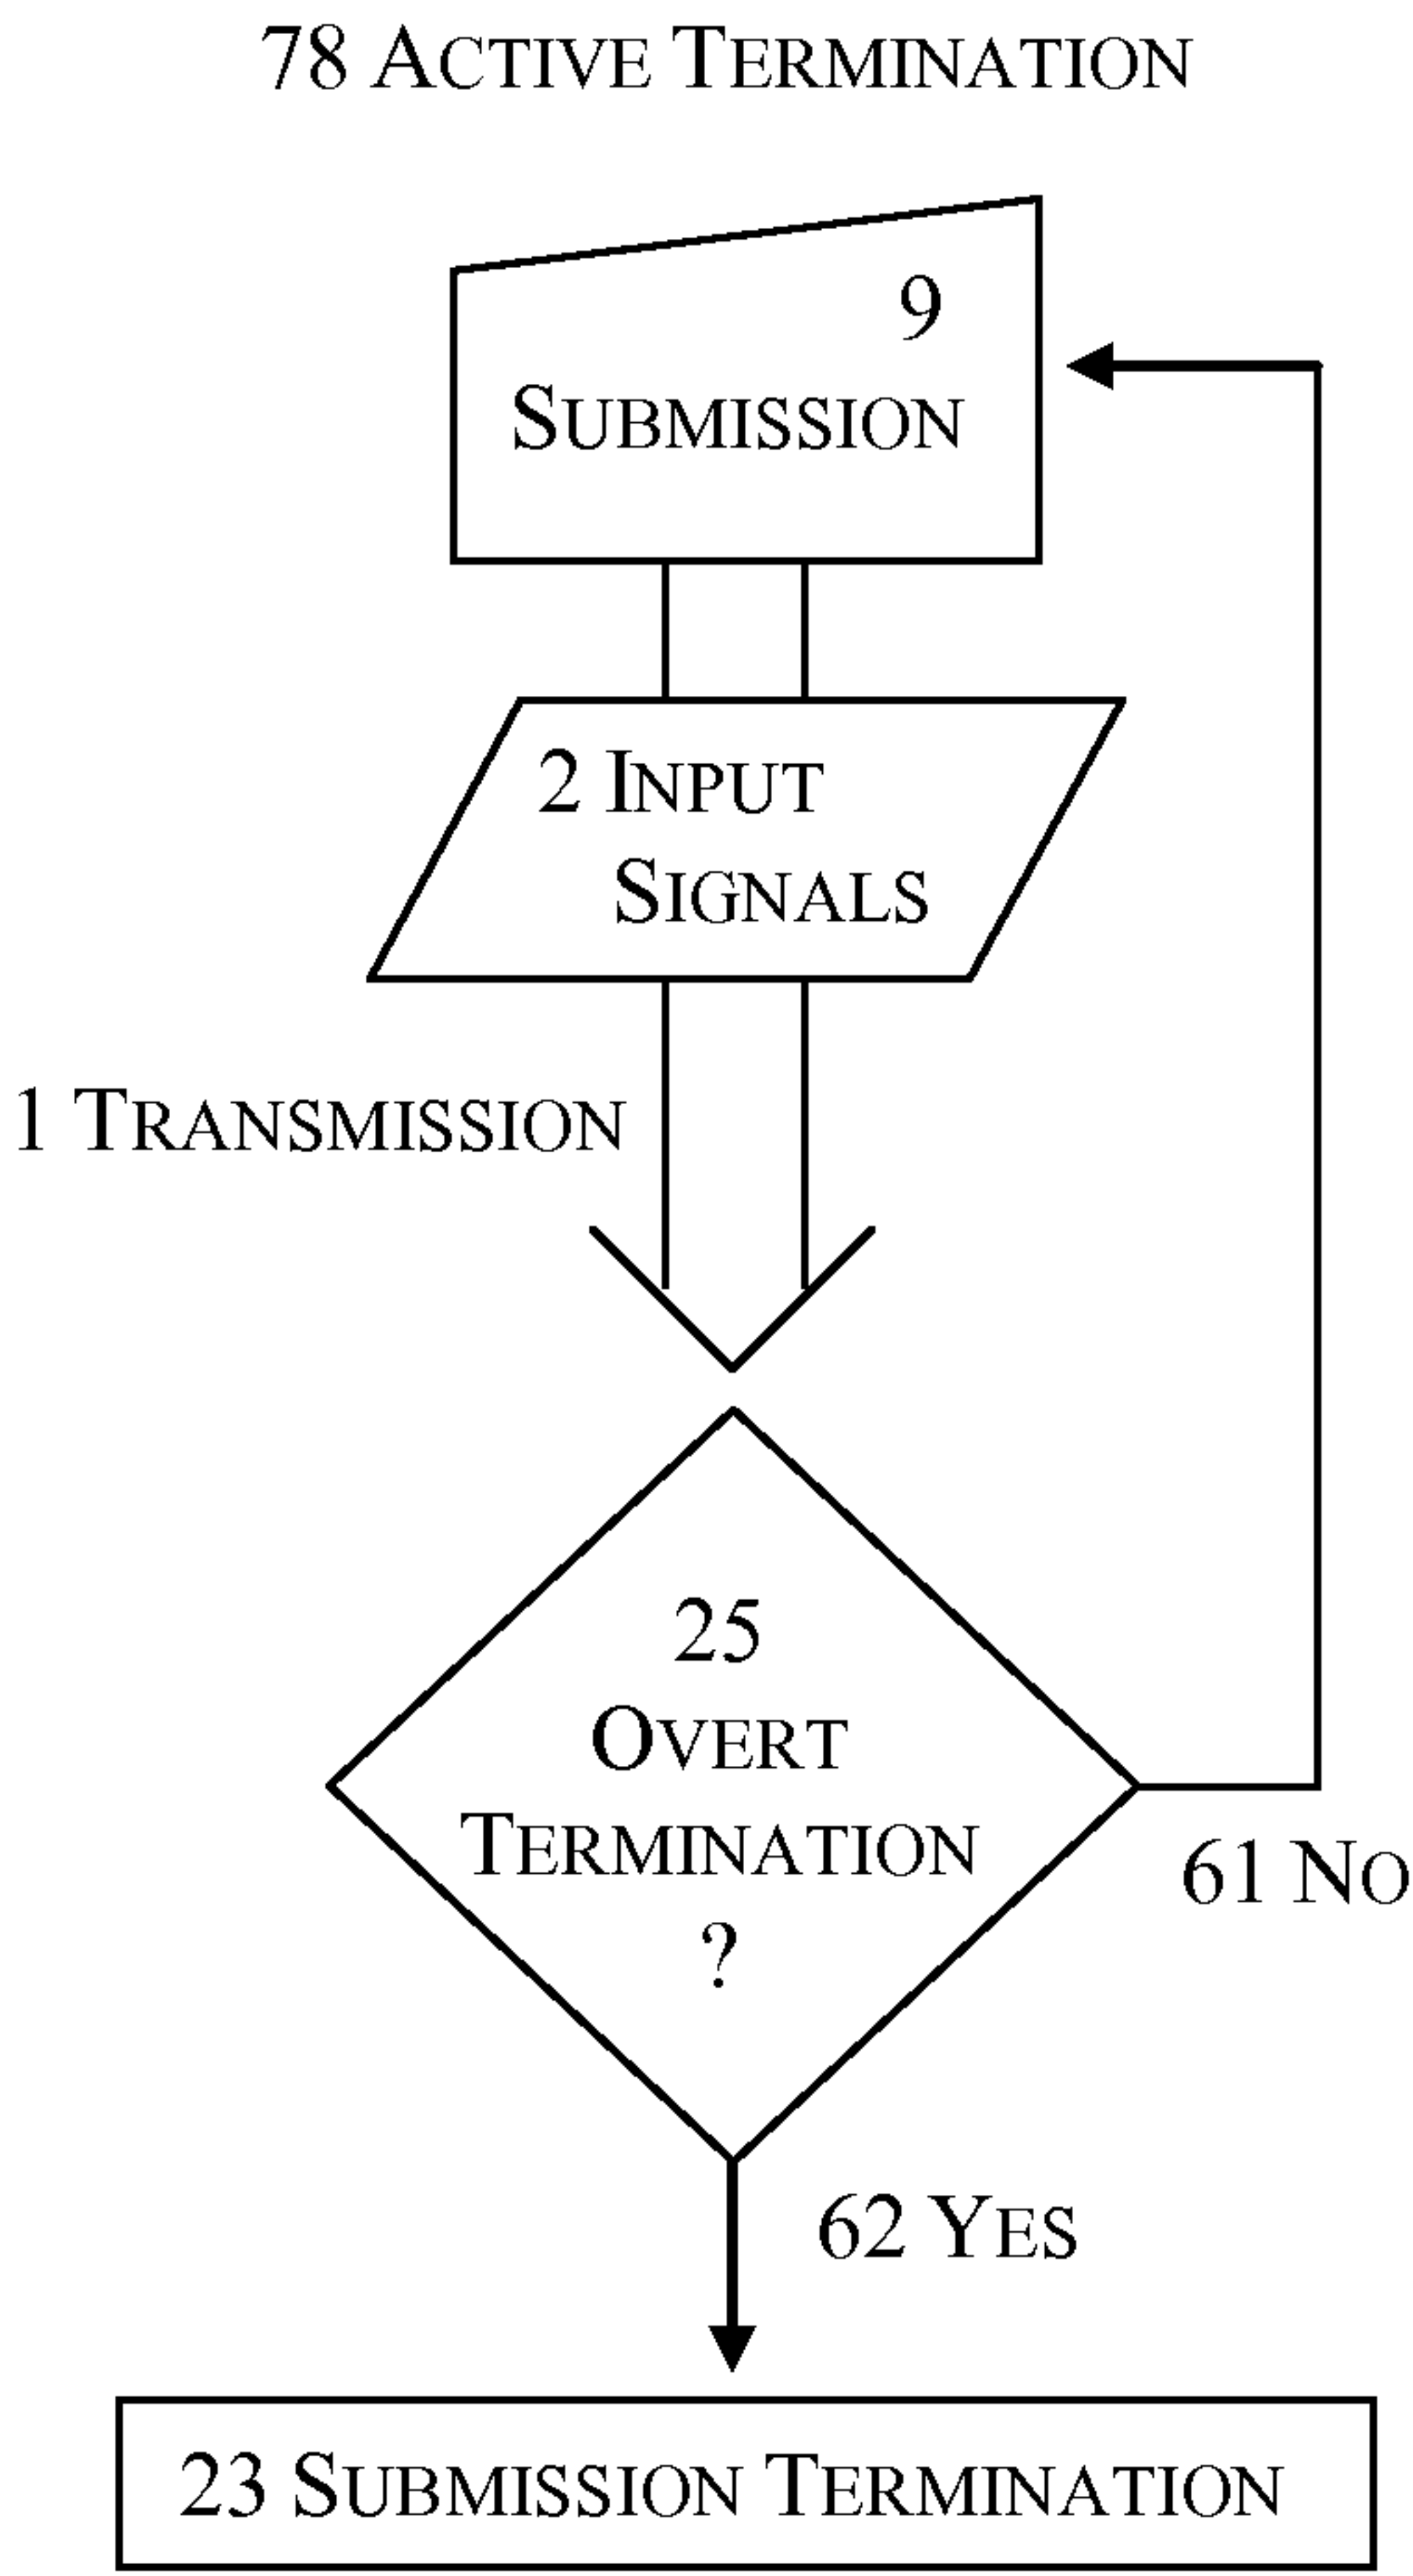 78 ACTIVE TERMINATION
9
SUBMISSION
2 INPUT
SIGNALS
1 TRANSMISSION
25
OVERT
TERMINATION
?
61 NO
62 YES
23 SUBMISSION TERMINATION